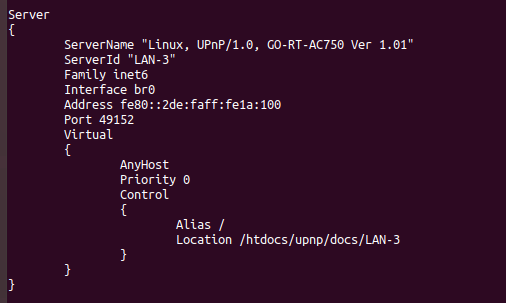 Server
{
ServerName "Linux, UPnP/1.0, GO-RT-AC750 Ver 1.01"
ServerId "LAN-3"
Family inet6
Interface br0
Address fe80::2de:faff:fe1a:100
Port 49152
Virtual
{
AnyHost
Priority 0
Control
{
Alias /
Location /htdocs/upnp/docs/LAN-3
}
}
}